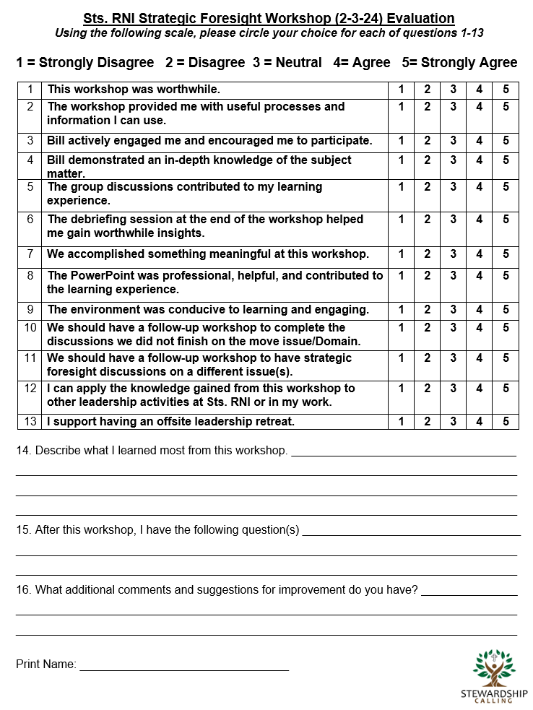 Sts. RNI Strategic Foresight Workshop (2-3-24) Evaluation
Using the following scale, please circle your choice for each of questions 1-13
1 = Strongly Disagree 2 = Disagree 3 = Neutral 4= Agree 5= Strongly Agree
1 This workshop was worthwhile. 1 2 3 4 5
2 The workshop provided me with useful processes and 1 2 3 4 5
information I can use.
3 Bill actively engaged me and encouraged me to participate. 1 2 3 4 5
4 Bill demonstrated an in-depth knowledge of the subject 1 2 3 4 5
matter.
5 The group discussions contributed to my learning 1 2 3 4 5
experience.
6 The debriefing session at the end of the workshop helped 1 2 3 4 5
me gain worthwhile insights.
7 We accomplished something meaningful at this workshop. 1 2 3 4 5
8 The PowerPoint was professional, helpful, and contributed to 1 2 3 4 5
the learning experience.
9 The environment was conducive to learning and engaging. 1 2 3 4 5
10 We should have a follow-up workshop to complete the 1 2 3 4 5
discussions we did not finish on the move issue/Domain.
11 We should have a follow-up workshop to have strategic 1 2 3 4 5
foresight discussions on a different issue(s).
12 I can apply the knowledge gained from this workshop to 1 2 3 4 5
other leadership activities at Sts. RNI or in my work.
13 I support having an offsite leadership retreat. 1 2 3 4 5
14. Describe what I learned most from this workshop.
15. After this workshop, I have the following question(s)
16. What additional comments and suggestions for improvement do you have?
Print Name:
STEWARDSHIP
CALLING